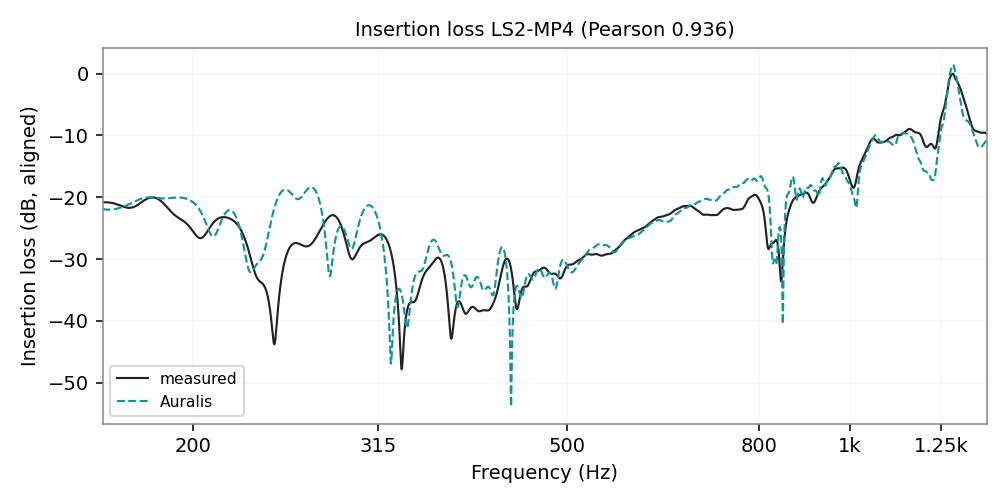 Insertion loss LS2-MP4 (Pearson 0.936)
Insertion loss (dB, aligned)
0
−10
−20
−30
−40
−50
measured
Auralis
200
315
500
800
1k
1.25k
Frequency (Hz)